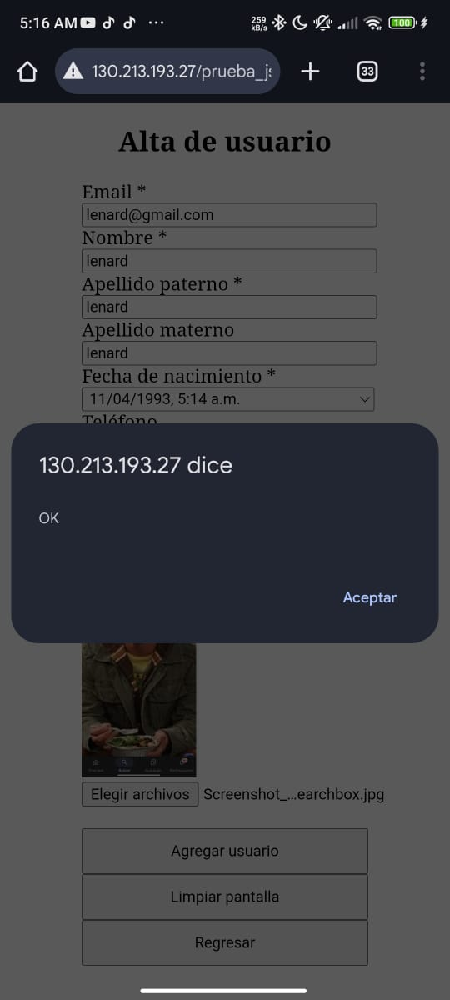 5:16 AM
259
kB/s
100
130.213.193.27/prueba_js
33
Alta de usuario
Email *
lenard@gmail.com
Nombre *
lenard
Apellido paterno *
lenard
Apellido materno
lenard
Fecha de nacimiento *
11/04/1993, 5:14 a.m.
Teléfono
130.213.193.27 dice
OK
Aceptar
Elegir archivos Screenshot_...earchbox.jpg
Agregar usuario
Limpiar pantalla
Regresar